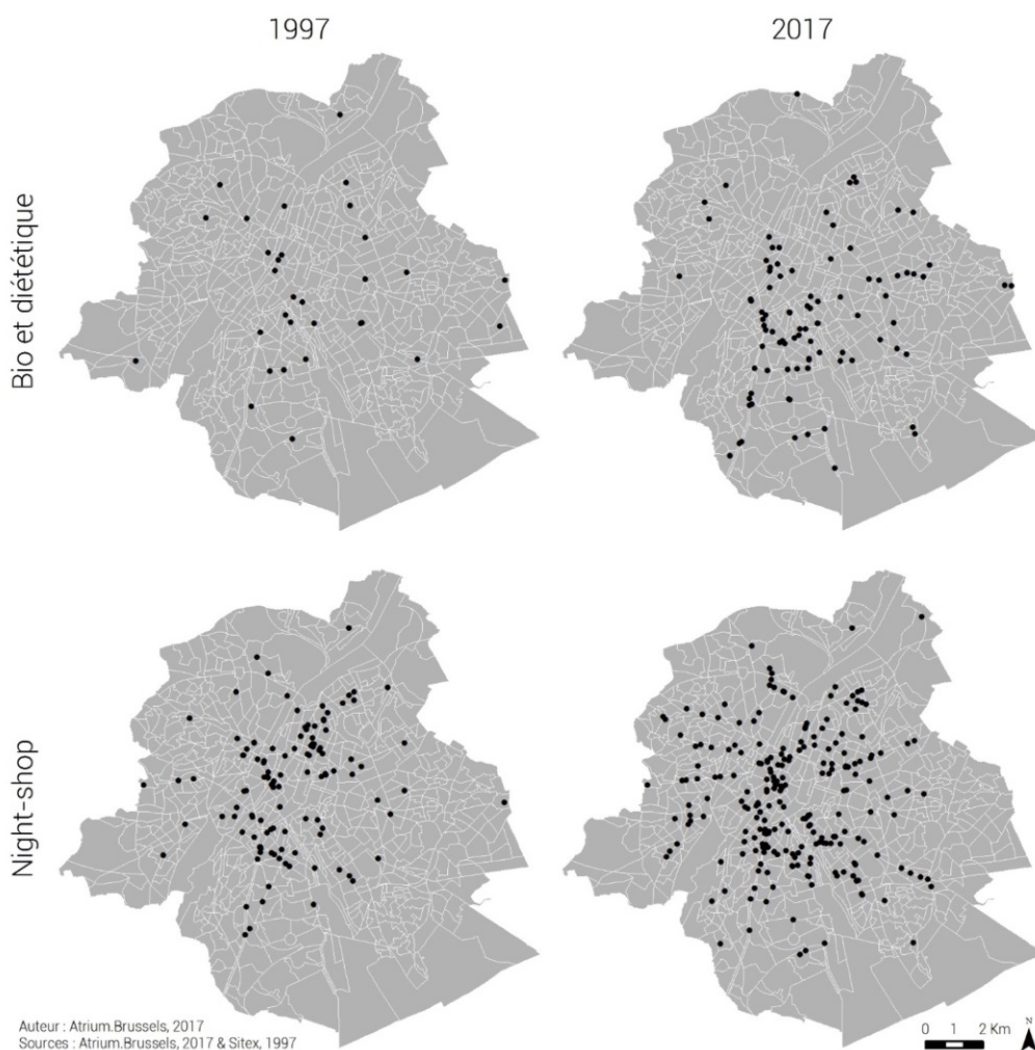 1997
2017
Bio et diététique
Night-shop
Auteur : Atrium.Brussels, 2017
Sources : Atrium.Brussels, 2017 & Sitex, 1997
0 1 2 Km
N